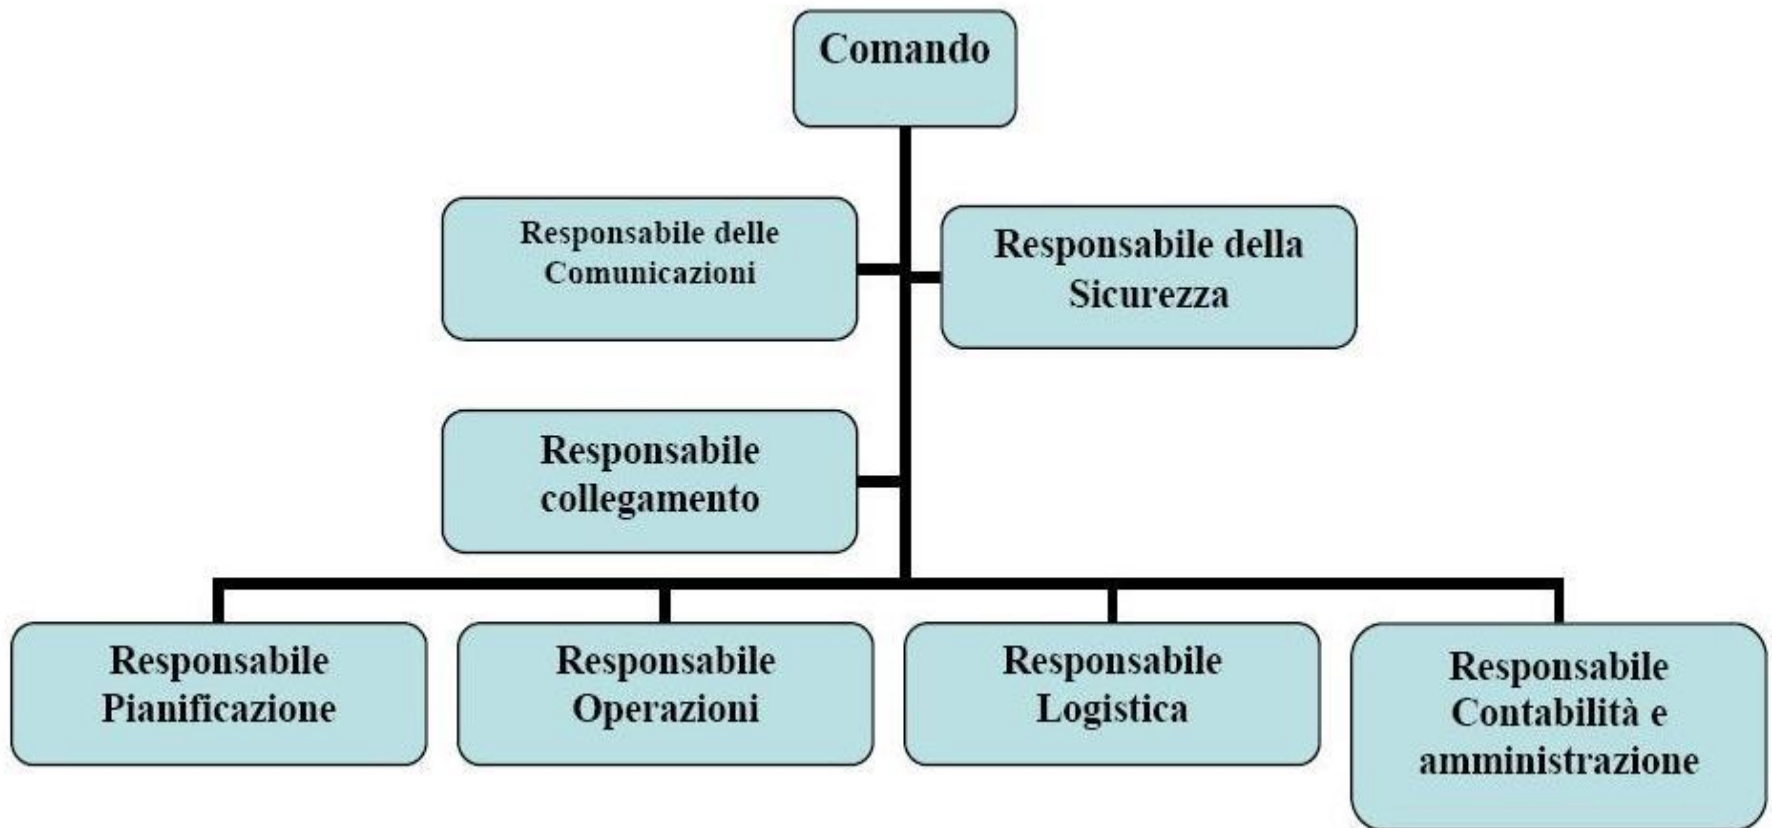 Comando
Responsabile delle
Comunicazioni
Responsabile della
Sicurezza
Responsabile
collegamento
Responsabile
Pianificazione
Responsabile
Operazioni
Responsabile
Logistica
Responsabile
Contabilità e
amministrazione